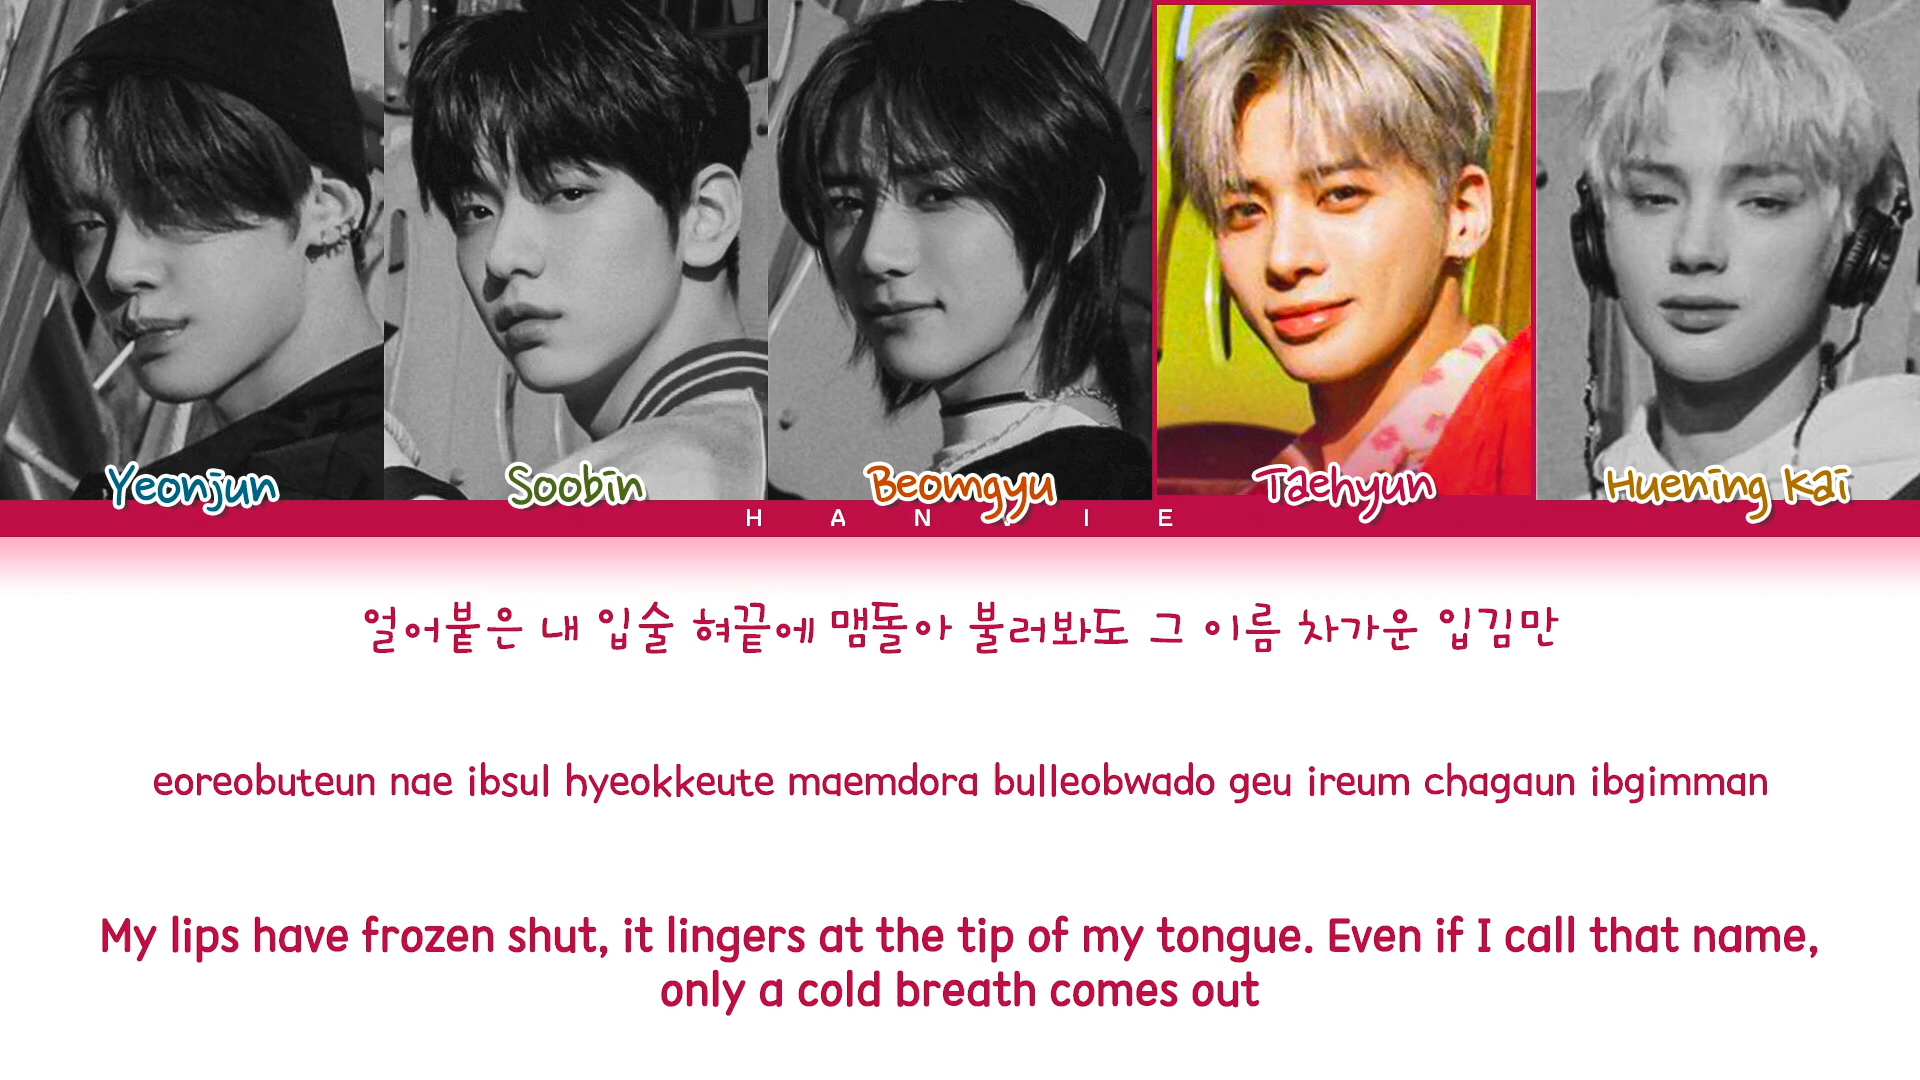 Yeonjun
Soobin
Beomgyu
Taehyun
Huening Kai
얼어붙은 내 입술 혀끝에 맴돌아 불러봐도 그 이름 차가운 입김만
eoreobuteun nae ibsul hyeokkeute maemdora bulleobwado geu ireum chagaun ibgimman
My lips have frozen shut, it lingers at the tip of my tongue. Even if I call that name,
only a cold breath comes out